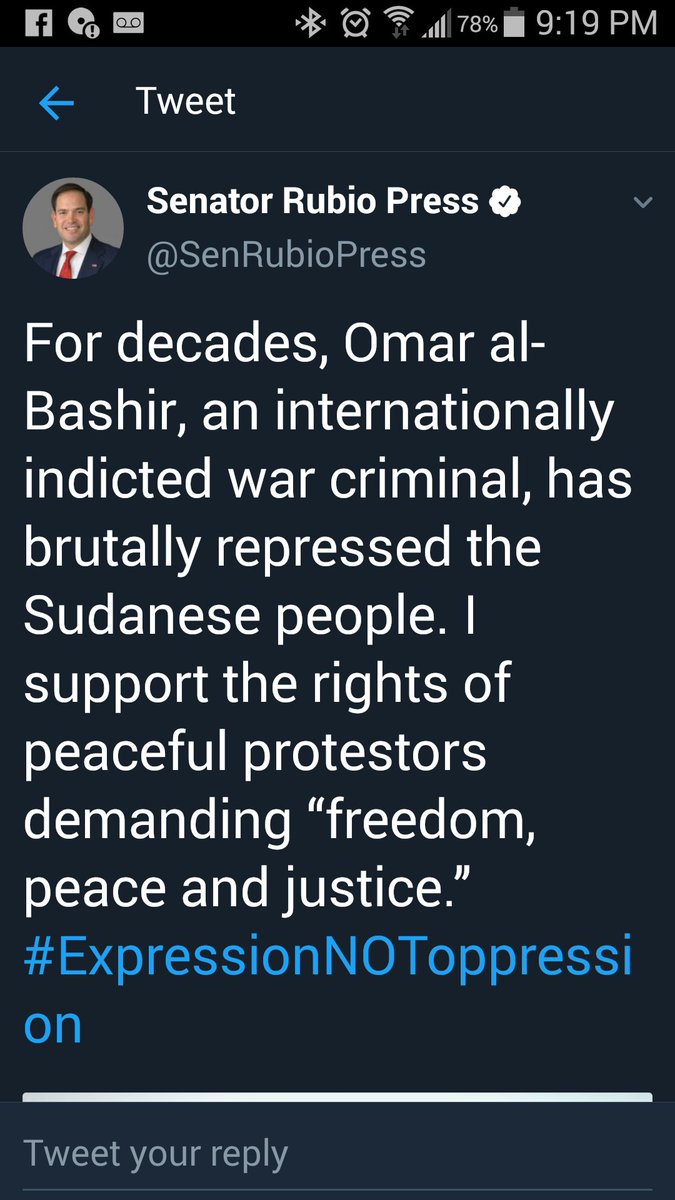 78% 9:19 PM
Tweet
Senator Rubio Press
@SenRubioPress
For decades, Omar al-
Bashir, an internationally
indicted war criminal, has
brutally repressed the
Sudanese people. I
support the rights of
peaceful protestors
demanding “freedom,
peace and justice.”
#ExpressionNOToppressi
on
Tweet your reply